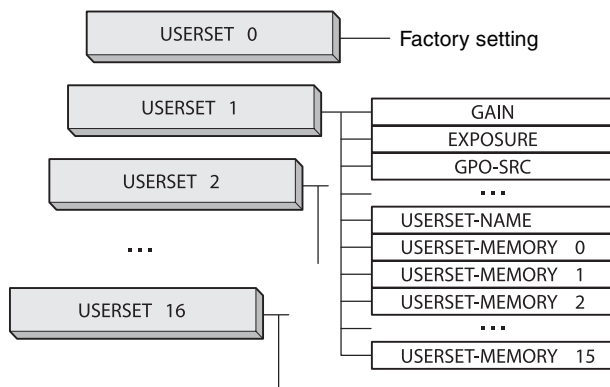 USERSET 0
Factory setting
USERSET 1
GAIN
EXPOSURE
GPO-SRC
...
USERSET-NAME
USERSET-MEMORY 0
USERSET-MEMORY 1
USERSET-MEMORY 2
...
USERSET-MEMORY 15
USERSET 2
...
USERSET 16